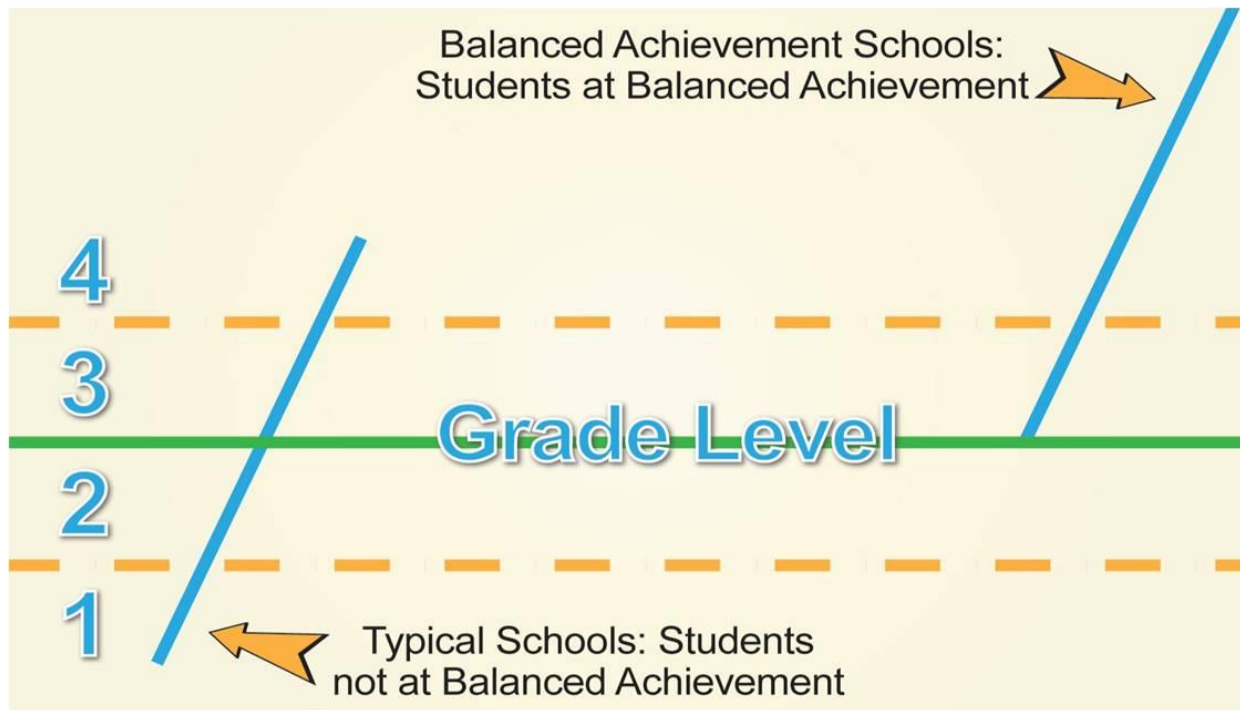 Balanced Achievement Schools:
Students at Balanced Achievement
4
3
Grade Level
2
1
Typical Schools: Students
not at Balanced Achievement